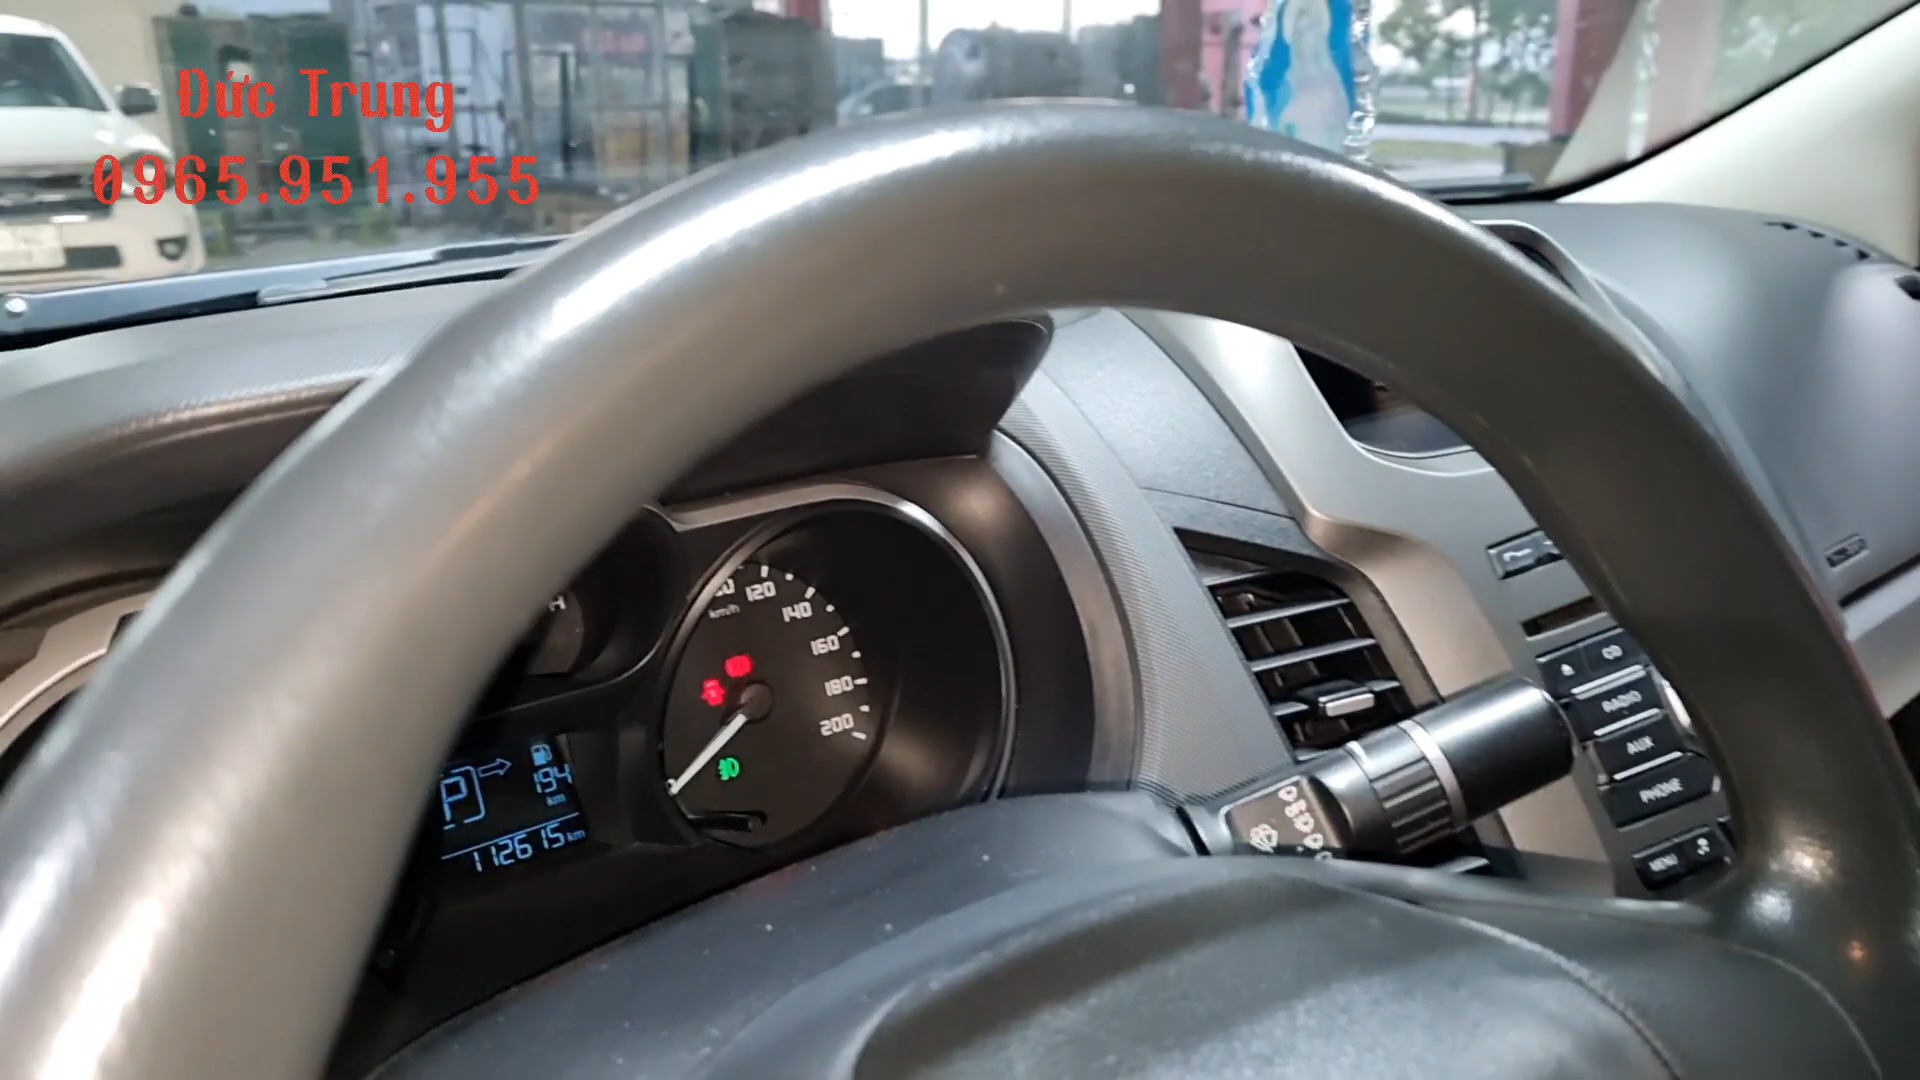 Đức Trung
0965.951.955
120
km/h
140
160
180
200
P
194
km
112615 km
CD
RADIO
AUX
PHONE
MENU